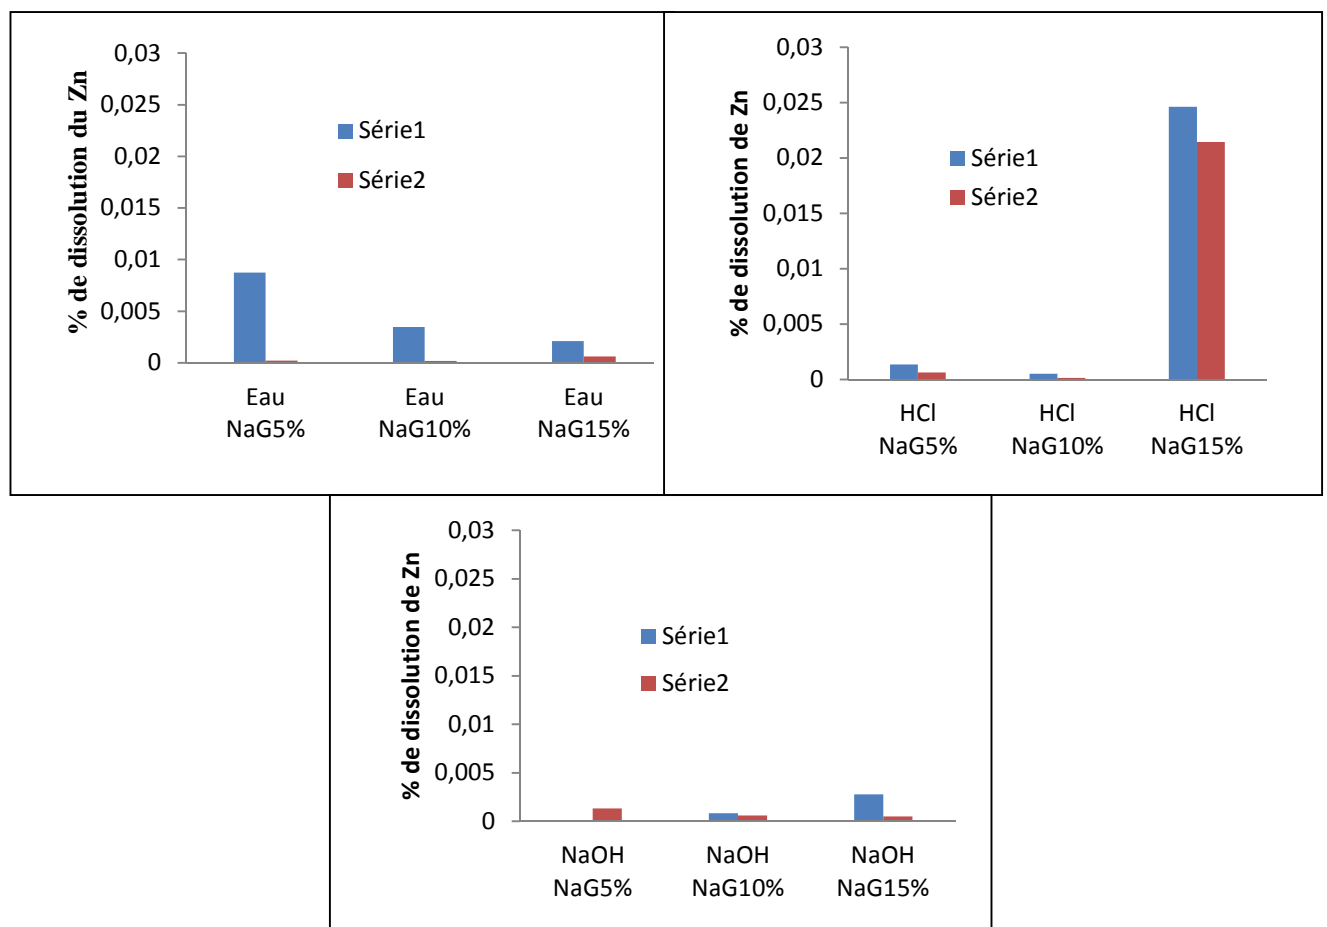 % de dissolution du Zn
0,03
0,025
0,02
0,015
0,01
0,005
0
Série1
Série2
Eau
NaG5%
Eau
NaG10%
Eau
NaG15%
% de dissolution de Zn
0,03
0,025
0,02
0,015
0,01
0,005
0
Série1
Série2
HCl
NaG5%
HCl
NaG10%
HCl
NaG15%
% de dissolution de Zn
0,03
0,025
0,02
0,015
0,01
0,005
0
Série1
Série2
NaOH
NaG5%
NaOH
NaG10%
NaOH
NaG15%